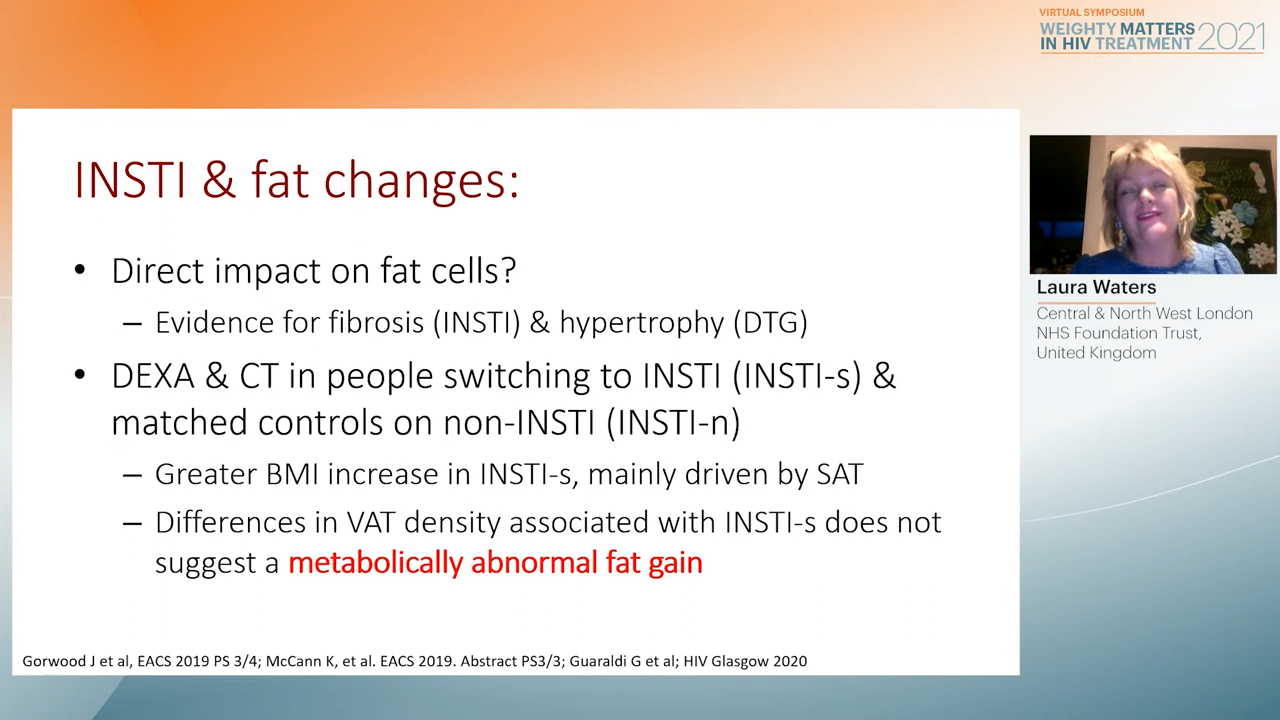 VIRTUAL SYMPOSIUM
WEIGHTY MATTERS
IN HIV TREATMENT 2021
INSTI & fat changes:
• Direct impact on fat cells?
– Evidence for fibrosis (INSTI) & hypertrophy (DTG)
• DEXA & CT in people switching to INSTI (INSTI-s) &
matched controls on non-INSTI (INSTI-n)
– Greater BMI increase in INSTI-s, mainly driven by SAT
– Differences in VAT density associated with INSTI-s does not
suggest a metabolically abnormal fat gain
Gorwood J et al, EACS 2019 PS 3/4; McCann K, et al. EACS 2019. Abstract PS3/3; Guaraldi G et al; HIV Glasgow 2020
Laura Waters
Central & North West London
NHS Foundation Trust,
United Kingdom